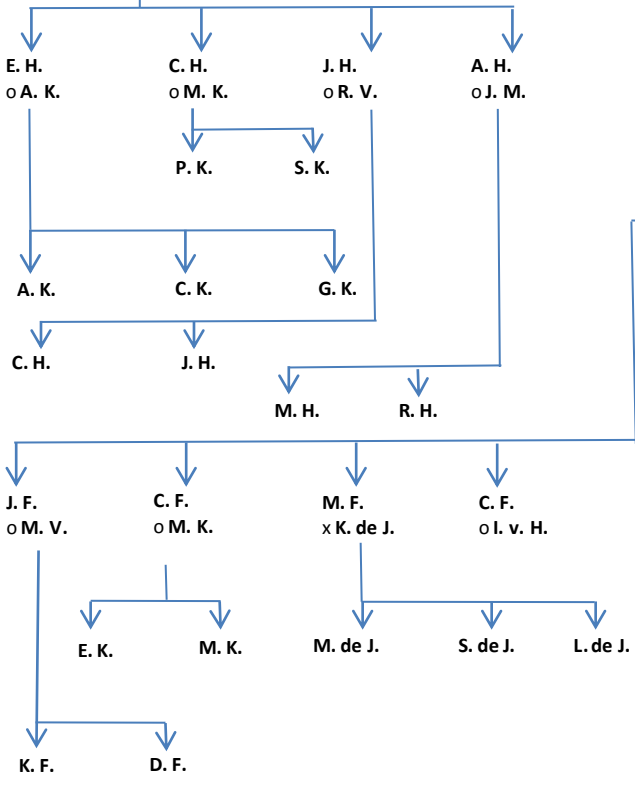 E. H. C. H. J. H. A. H.
o A. K. o M. K. o R. V. o J. M.
P. K. S. K.
A. K. C. K. G. K.
C. H. J. H.
M. H. R. H.
J. F. C. F. M. F. C. F.
o M. V. o M. K. x K. de J. o I. v. H.
E. K. M. K. M. de J. S. de J. L. de J.
K. F. D. F.